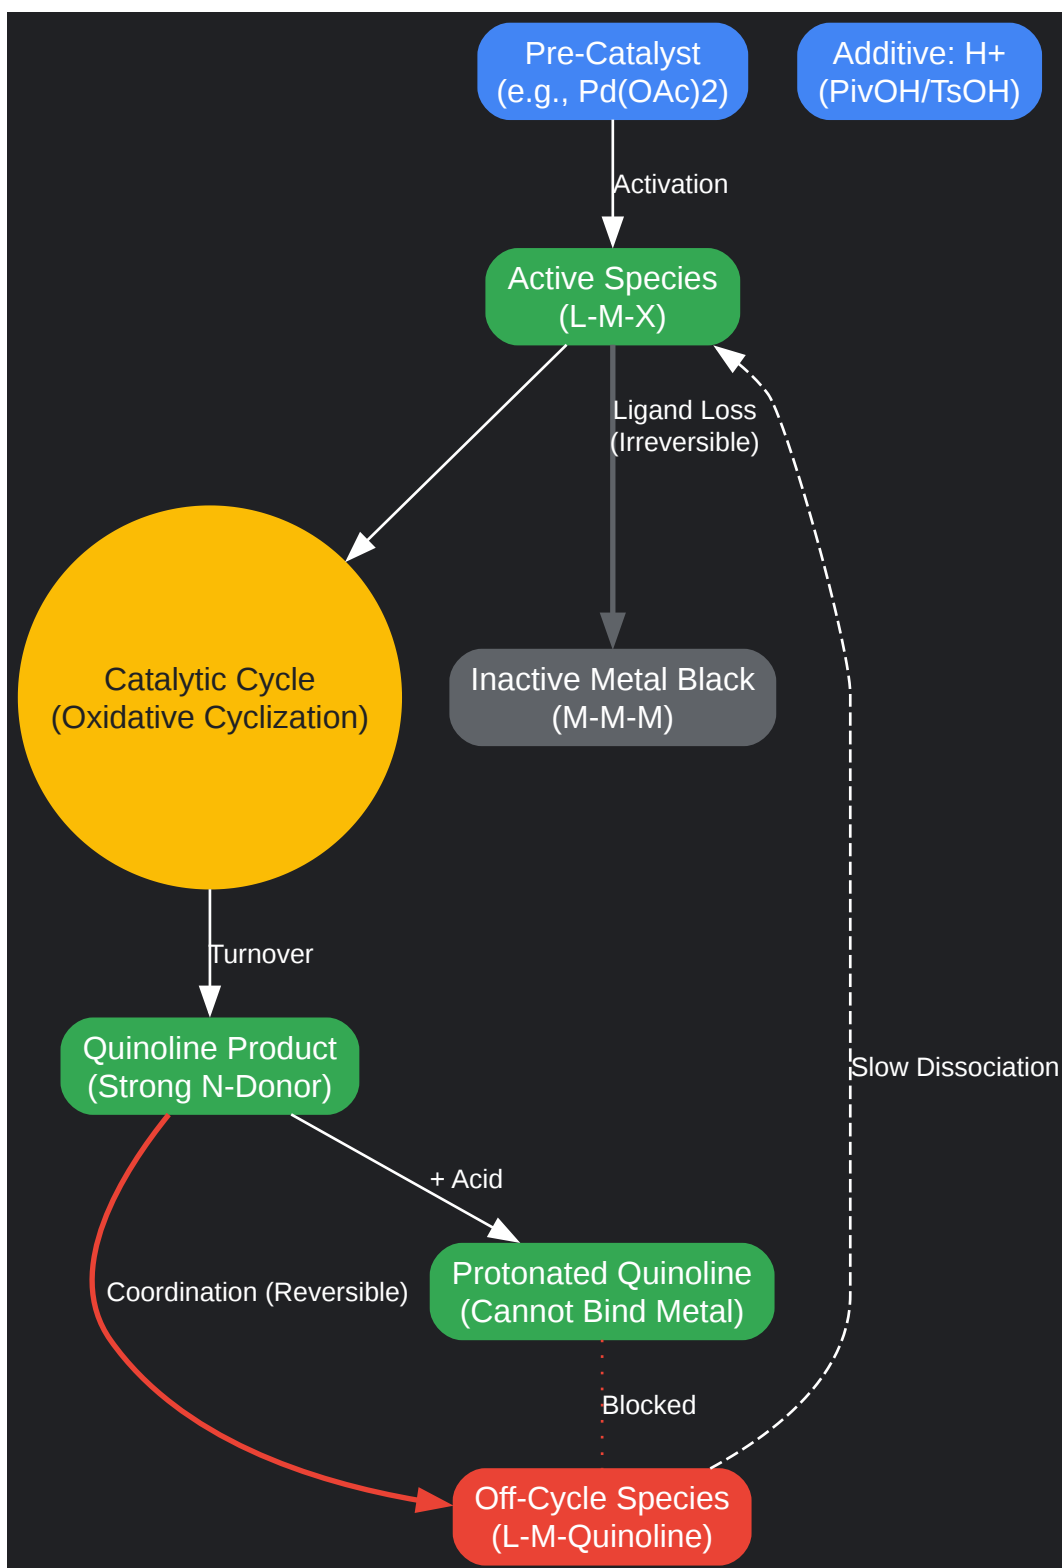 Pre-Catalyst
(e.g., Pd(OAc)2)
Additive: H+
(PivOH/TsOH)
Activation
Active Species
(L-M-X)
Ligand Loss
(Irreversible)
Catalytic Cycle
(Oxidative Cyclization)
Inactive Metal Black
(M-M-M)
Turnover
Quinoline Product
(Strong N-Donor)
Slow Dissociation
+ Acid
Coordination (Reversible)
Protonated Quinoline
(Cannot Bind Metal)
Blocked
Off-Cycle Species
(L-M-Quinoline)